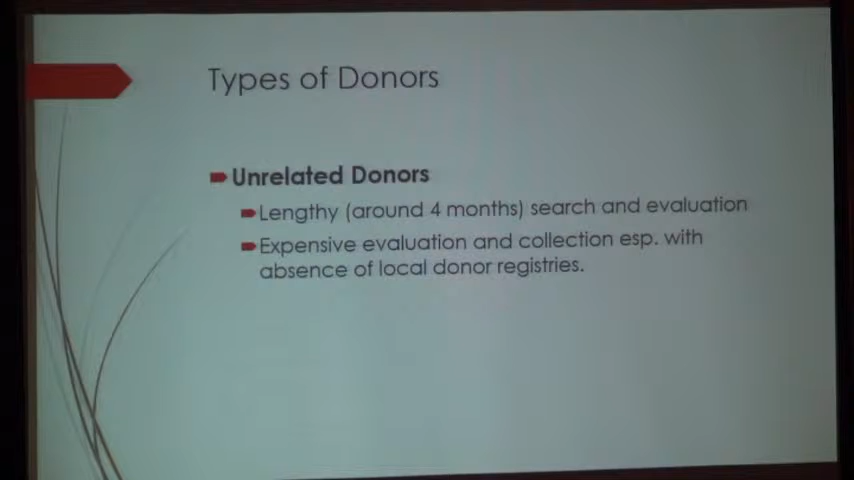 Types of Donors
Unrelated Donors
Lengthy (around 4 months) search and evaluation
Expensive evaluation and collection esp. with
absence of local donor registries.